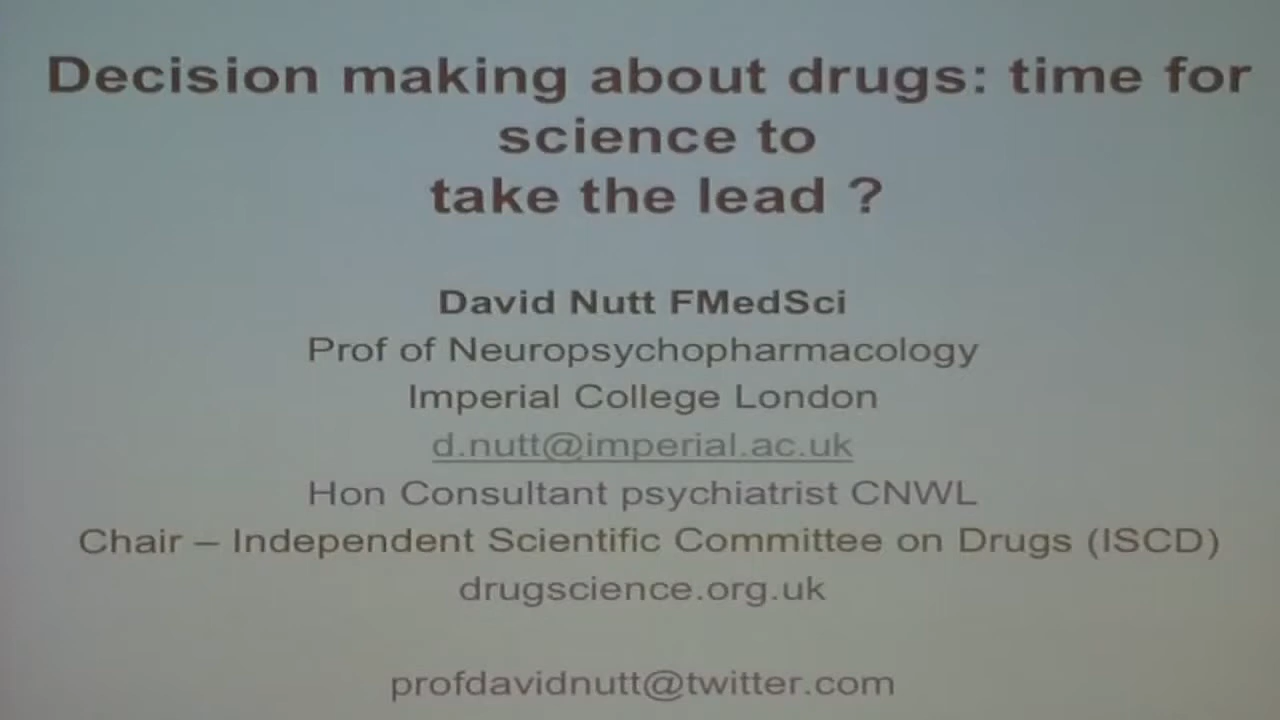 Decision making about drugs: time for
science to
take the lead ?
David Nutt FMedSci
Prof of Neuropsychopharmacology
Imperial College London
d.nutt@imperial.ac.uk
Hon Consultant psychiatrist CNWL
Chair – Independent Scientific Committee on Drugs (ISCD)
drugscience.org.uk
profdavidnutt@twitter.com